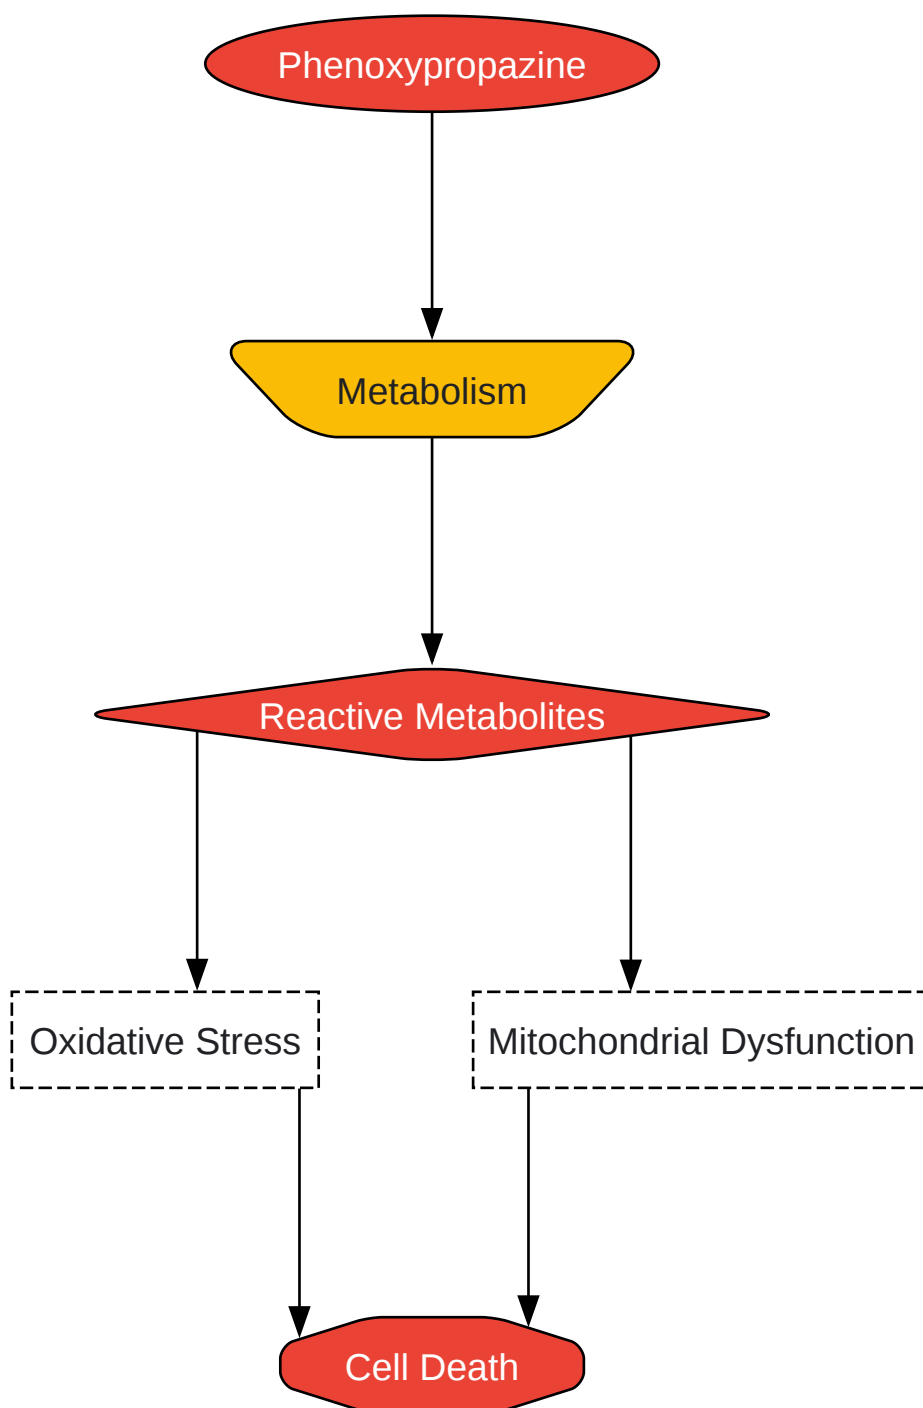 Phenoxypropazine
Metabolism
Reactive Metabolites
Oxidative Stress
Mitochondrial Dysfunction
Cell Death